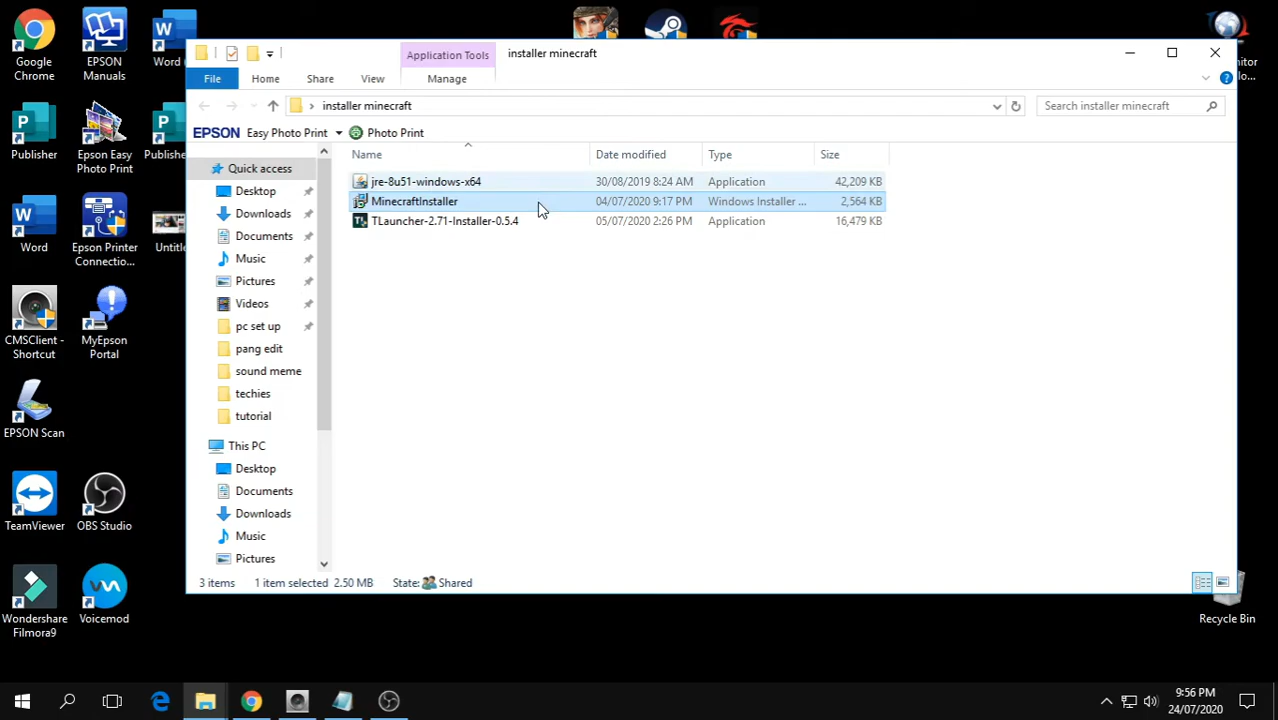 Google
Chrome
EPSON
Manuals
Word
Publisher
Epson Easy
Photo Print
Publishe
Word
Epson Printer
Connectio...
Untitl
CMSClient -
Shortcut
MyEpson
Portal
EPSON Scan
TeamViewer
OBS Studio
Wondershare
Filmora9
Voicemod
Application Tools
installer minecraft
File
Home
Share
View
Manage
installer minecraft
Search installer minecraft
EPSON Easy Photo Print
Photo Print
Name
Date modified
Type
Size
jre-8u51-windows-x64
30/08/2019 8:24 AM
Application
42,209 KB
MinecraftInstaller
04/07/2020 9:17 PM
Windows Installer ...
2,564 KB
TLauncher-2.71-Installer-0.5.4
05/07/2020 2:26 PM
Application
16,479 KB
Quick access
Desktop
Downloads
Documents
Music
Pictures
Videos
pc set up
pang edit
sound meme
techies
tutorial
This PC
Desktop
Documents
Downloads
Music
Pictures
3 items
1 item selected 2.50 MB
State:
Shared
Recycle Bin
9:56 PM
24/07/2020